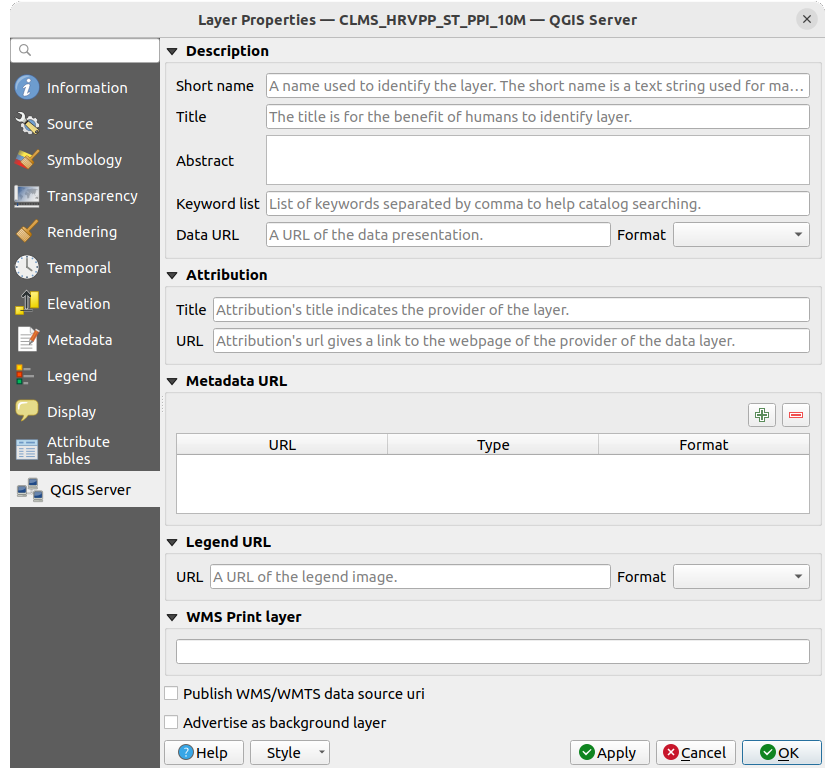 Layer Properties — CLMS_HRVPP_ST_PPI_10M — QGIS Server
Information
Source
Symbology
Transparency
Rendering
Temporal
Elevation
Metadata
Legend
Display
Attribute
Tables
QGIS Server
Description
Short name A name used to identify the layer. The short name is a text string used for ma...
Title The title is for the benefit of humans to identify layer.
Abstract
Keyword list List of keywords separated by comma to help catalog searching.
Data URL A URL of the data presentation. Format
Attribution
Title Attribution's title indicates the provider of the layer.
URL Attribution's url gives a link to the webpage of the provider of the data layer.
Metadata URL
URL Type Format
Legend URL
URL A URL of the legend image. Format
WMS Print layer
Publish WMS/WMTS data source uri
Advertise as background layer
Help Style Apply Cancel OK